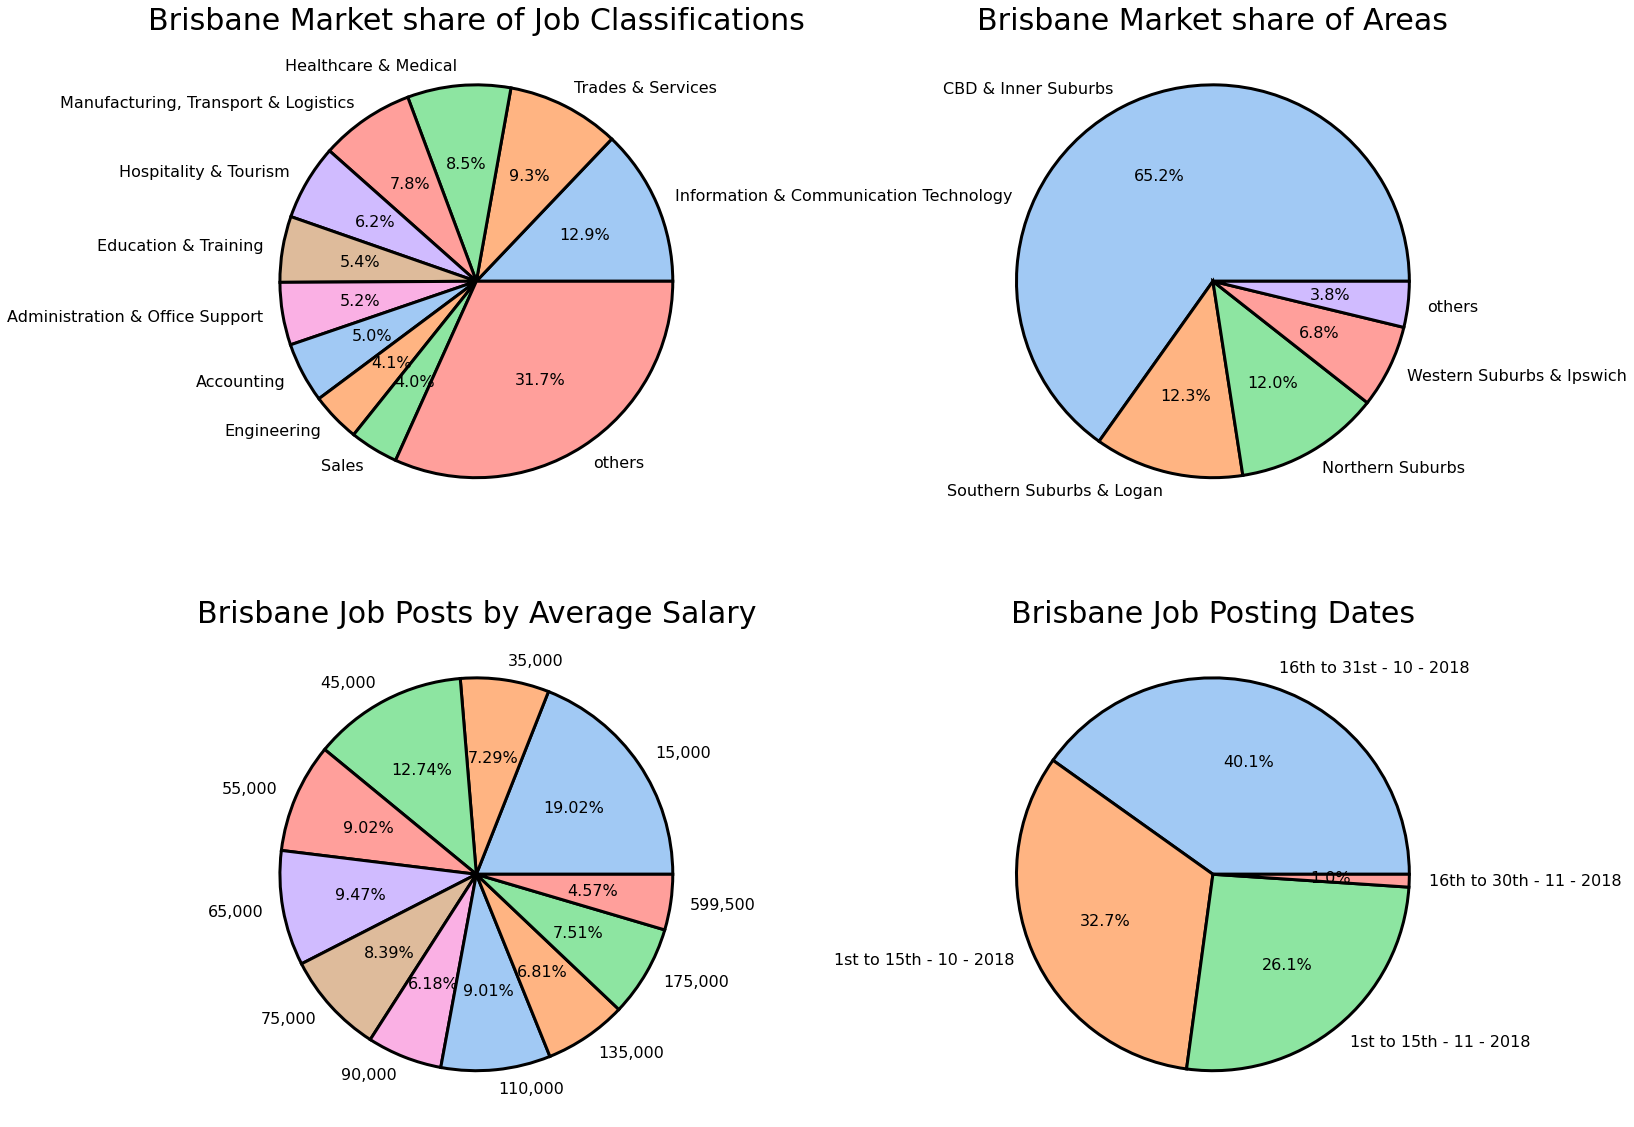 Brisbane Market share of Job Classifications
Healthcare & Medical
Trades & Services
Manufacturing, Transport & Logistics
Hospitality & Tourism
Information & Communication Technology
Education & Training
Administration & Office Support
Accounting
Engineering
Sales
others
8.5%
9.3%
7.8%
6.2%
12.9%
5.4%
5.2%
5.0%
4.1%
4.0%
31.7%
Brisbane Market share of Areas
CBD & Inner Suburbs
65.2%
3.8%
others
6.8%
Western Suburbs & Ipswich
12.0%
12.3%
Northern Suburbs
Southern Suburbs & Logan
Brisbane Job Posts by Average Salary
35,000
45,000
15,000
7.29%
12.74%
55,000
19.02%
9.02%
9.47%
4.57%
599,500
65,000
7.51%
8.39%
6.81%
6.18%
9.01%
175,000
75,000
135,000
90,000
110,000
Brisbane Job Posting Dates
16th to 31st - 10 - 2018
40.1%
1.0%
16th to 30th - 11 - 2018
32.7%
1st to 15th - 10 - 2018
26.1%
1st to 15th - 11 - 2018